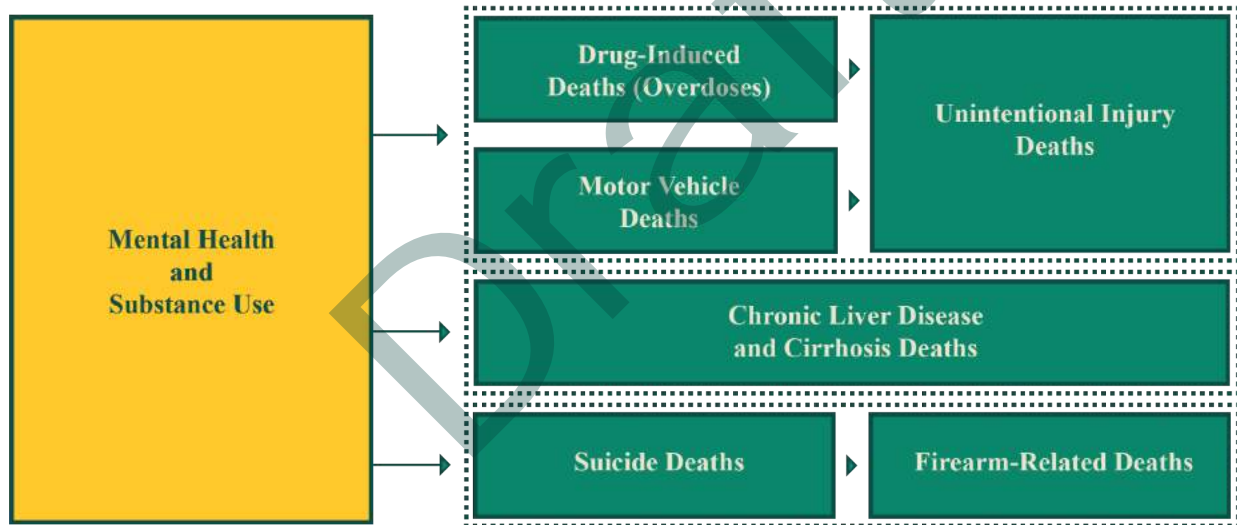 Drug-Induced
Deaths (Overdoses)
Unintentional Injury
Deaths
Motor Vehicle
Deaths
Mental Health
and
Substance Use
Chronic Liver Disease
and Cirrhosis Deaths
Suicide Deaths
Firearm-Related Deaths
Draft